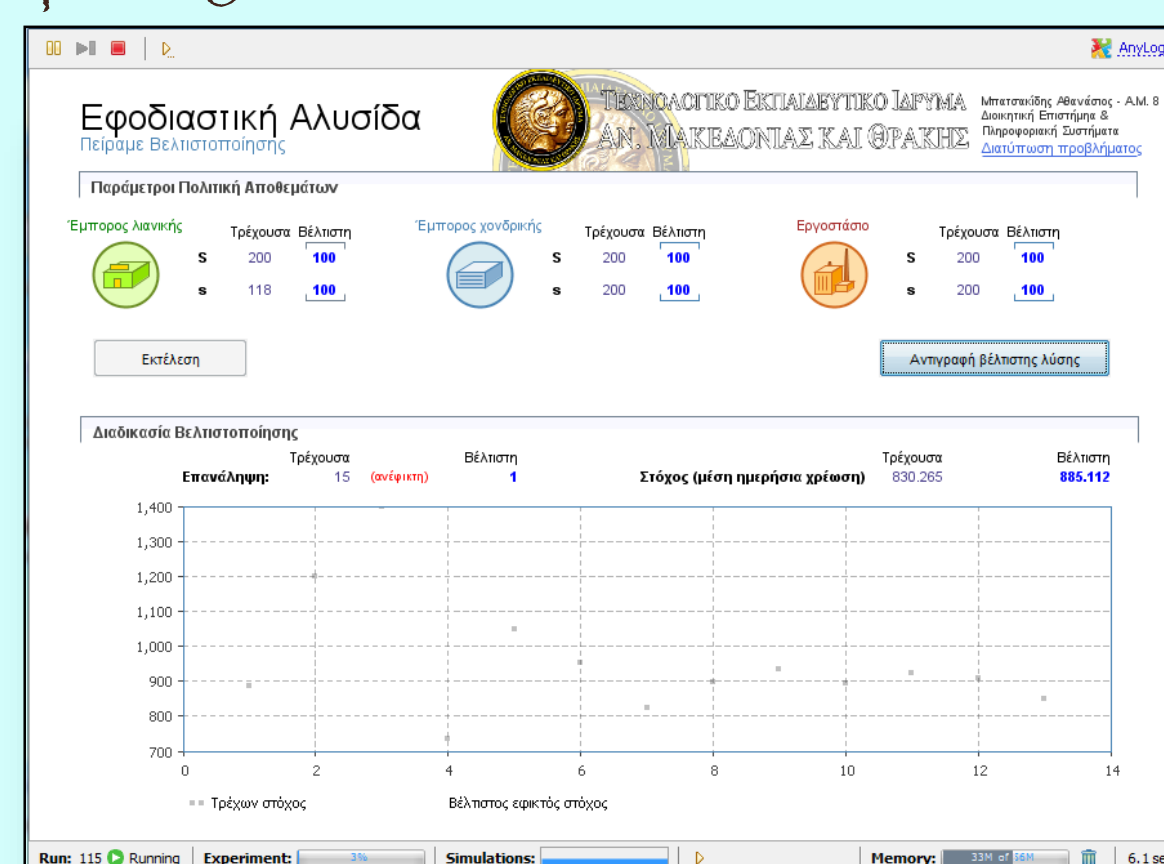 AnyLog
Εφοδιαστική Αλυσίδα
Πείραμε Βελτιστοποίησης
ΤΕΧΝΟΛΟΓΙΚΟ ΕΚΠΑΙΔΕΥΤΙΚΟ ΙΔΡΥΜΑ
ΑΝ. ΜΑΚΕΔΟΝΙΑΣ ΚΑΙ ΘΡΑΚΗΣ
Μπατσακίδης Αθανάσιος - Α.Μ. 8
Διοικητική Επιστήμηα &
Πληροφοριακή Συστήματα
Διατύπωση προβλήματος
Παράμετροι Πολιτική Αποθεμάτων
Έμπορος λιανικής
Τρέχουσα Βέλτιστη
S 200 100
s 118 100
Έμπορος χονδρικής
Τρέχουσα Βέλτιστη
S 200 100
s 200 100
Εργοστάσιο
Τρέχουσα Βέλτιστη
S 200 100
s 200 100
Εκτέλεση
Αντιγραφή βέλτιστης λύσης
Διαδικασία Βελτιστοποίησης
Τρέχουσα Βέλτιστη Τρέχουσα Βέλτιστη
Επανάληψη: 15 (ανέφικτη) 1 Στόχος (μέση ημερήσια χρέωση) 830.265 885.112
1,400
1,300
1,200
1,100
1,000
900
800
700
0 2 4 6 8 10 12 14
Τρέχων στόχος Βέλτιστος εφικτός στόχος
Run: 115 Running Experiment: 3% Simulations: Memory: 33M of 56M 6.1 se